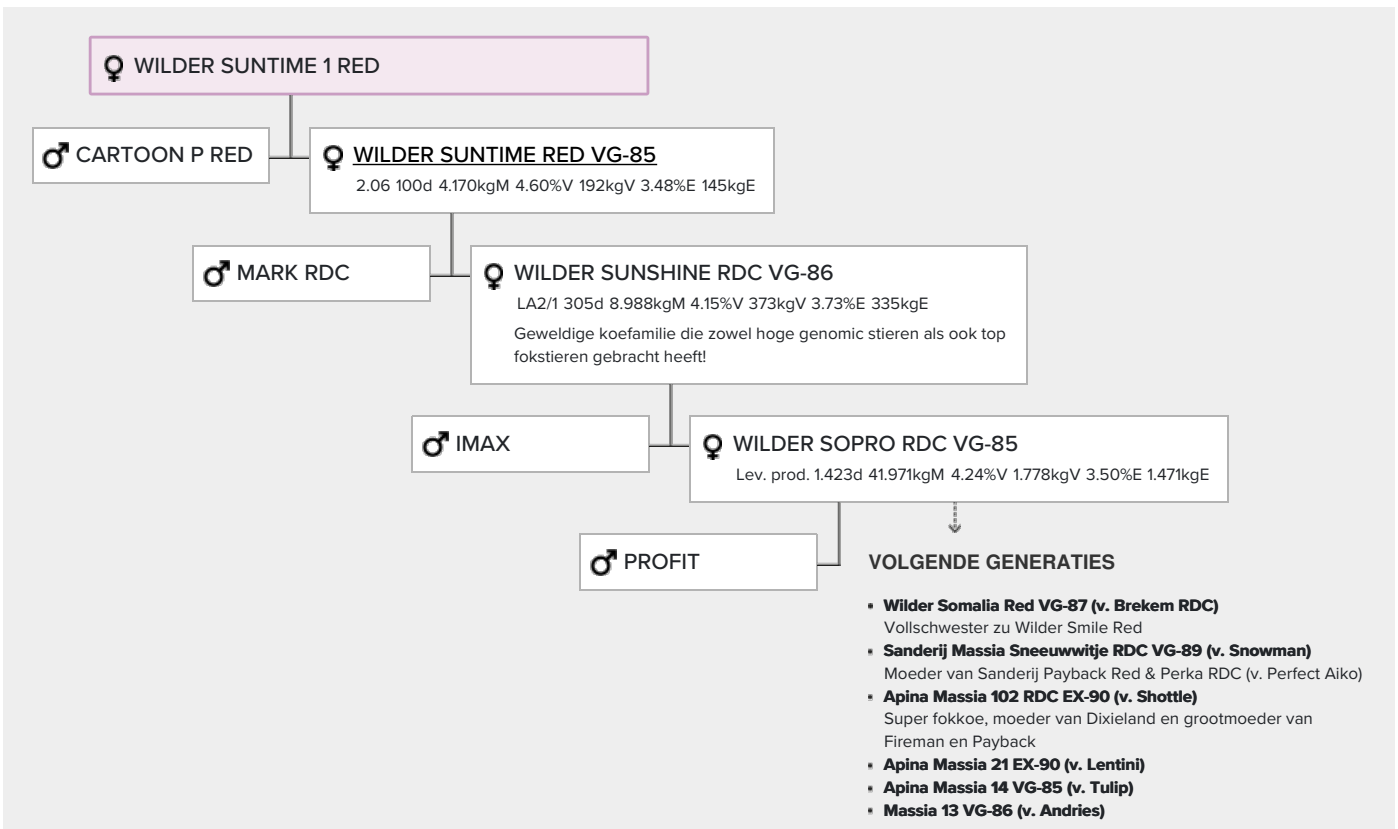 WILDER SUNTIME 1 RED
CARTOON P RED
WILDER SUNTIME RED VG-85
2.06 100d 4.170kgM 4.60%V 192kgV 3.48%E 145kgE
MARK RDC
WILDER SUNSHINE RDC VG-86
LA2/1 305d 8.988kgM 4.15%V 373kgV 3.73%E 335kgE
Geweldige koefamilie die zowel hoge genomic stieren als ook top
fokstieren gebracht heeft!
IMAX
WILDER SOPRO RDC VG-85
Lev. prod. 1.423d 41.971kgM 4.24%V 1.778kgV 3.50%E 1.471kgE
PROFIT
VOLGENDE GENERATIES
Wilder Somalia Red VG-87 (v. Brekem RDC)
Vollschwester zu Wilder Smile Red
Sanderij Massia Sneeuwwitje RDC VG-89 (v. Snowman)
Moeder van Sanderij Payback Red & Perka RDC (v. Perfect Aiko)
Apina Massia 102 RDC EX-90 (v. Shottle)
Super fokkoe, moeder van Dixieland en grootmoeder van
Fireman en Payback
Apina Massia 21 EX-90 (v. Lentini)
Apina Massia 14 VG-85 (v. Tulip)
Massia 13 VG-86 (v. Andries)